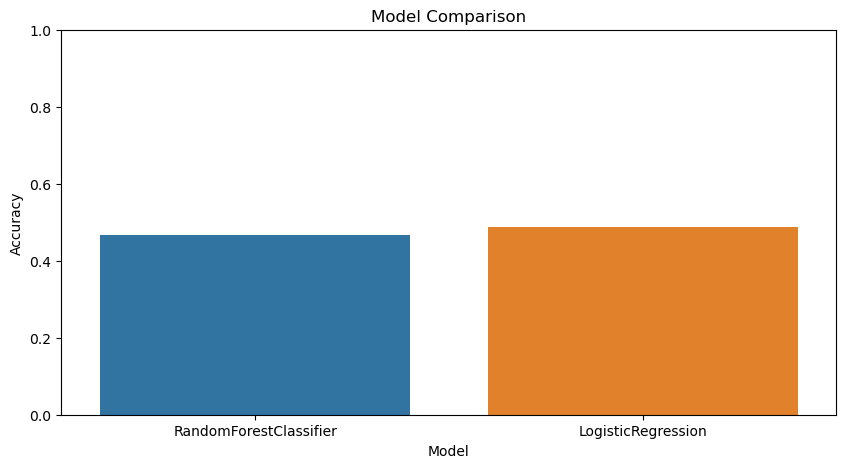 Model Comparison
1.0
0.8
0.6
0.4
0.2
0.0
Accuracy
RandomForestClassifier
LogisticRegression
Model